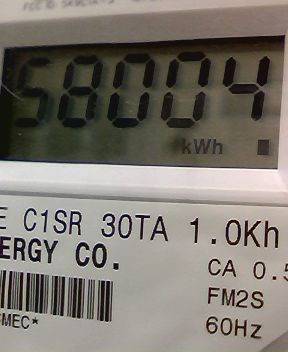 58004
kWh
E C1SR 30TA 1.0Kh
ERGY CO.
CA 0.5
FM2S
MEC*
60Hz